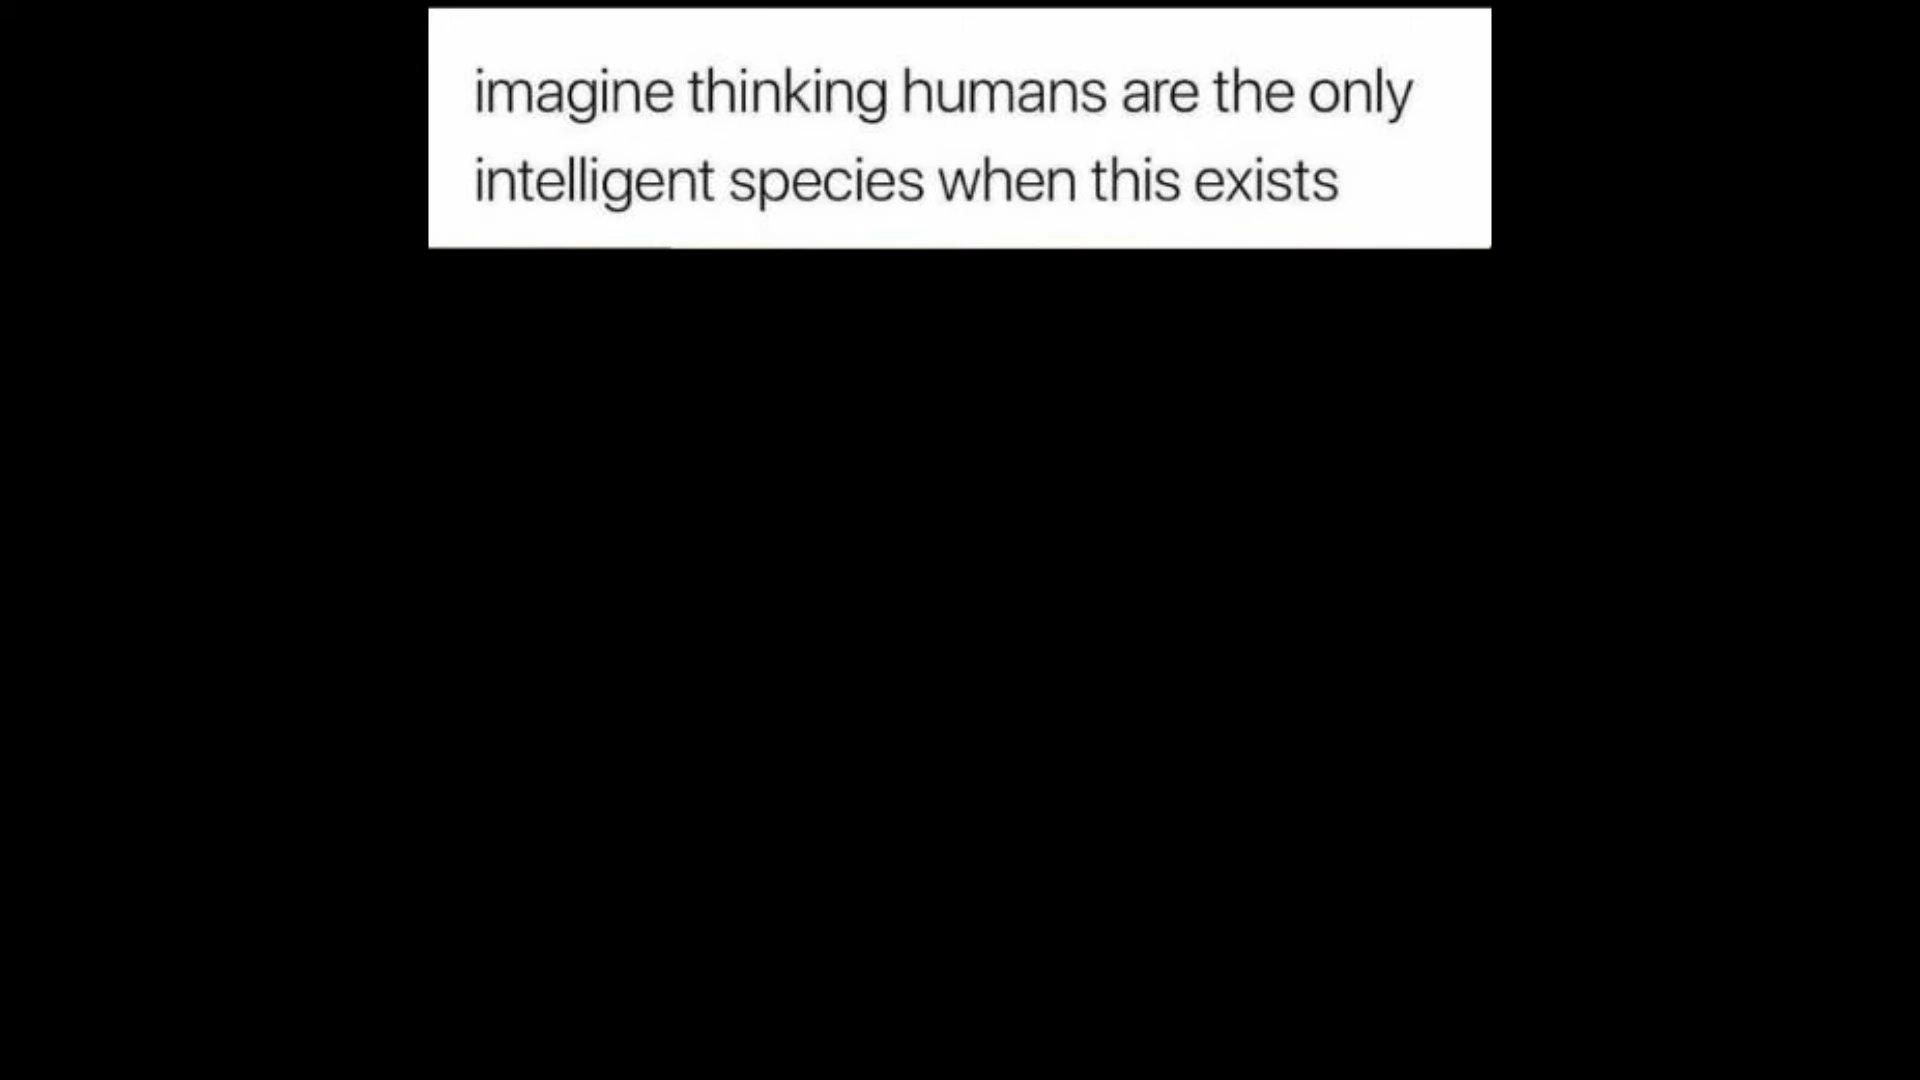 imagine thinking humans are the only
intelligent species when this exists